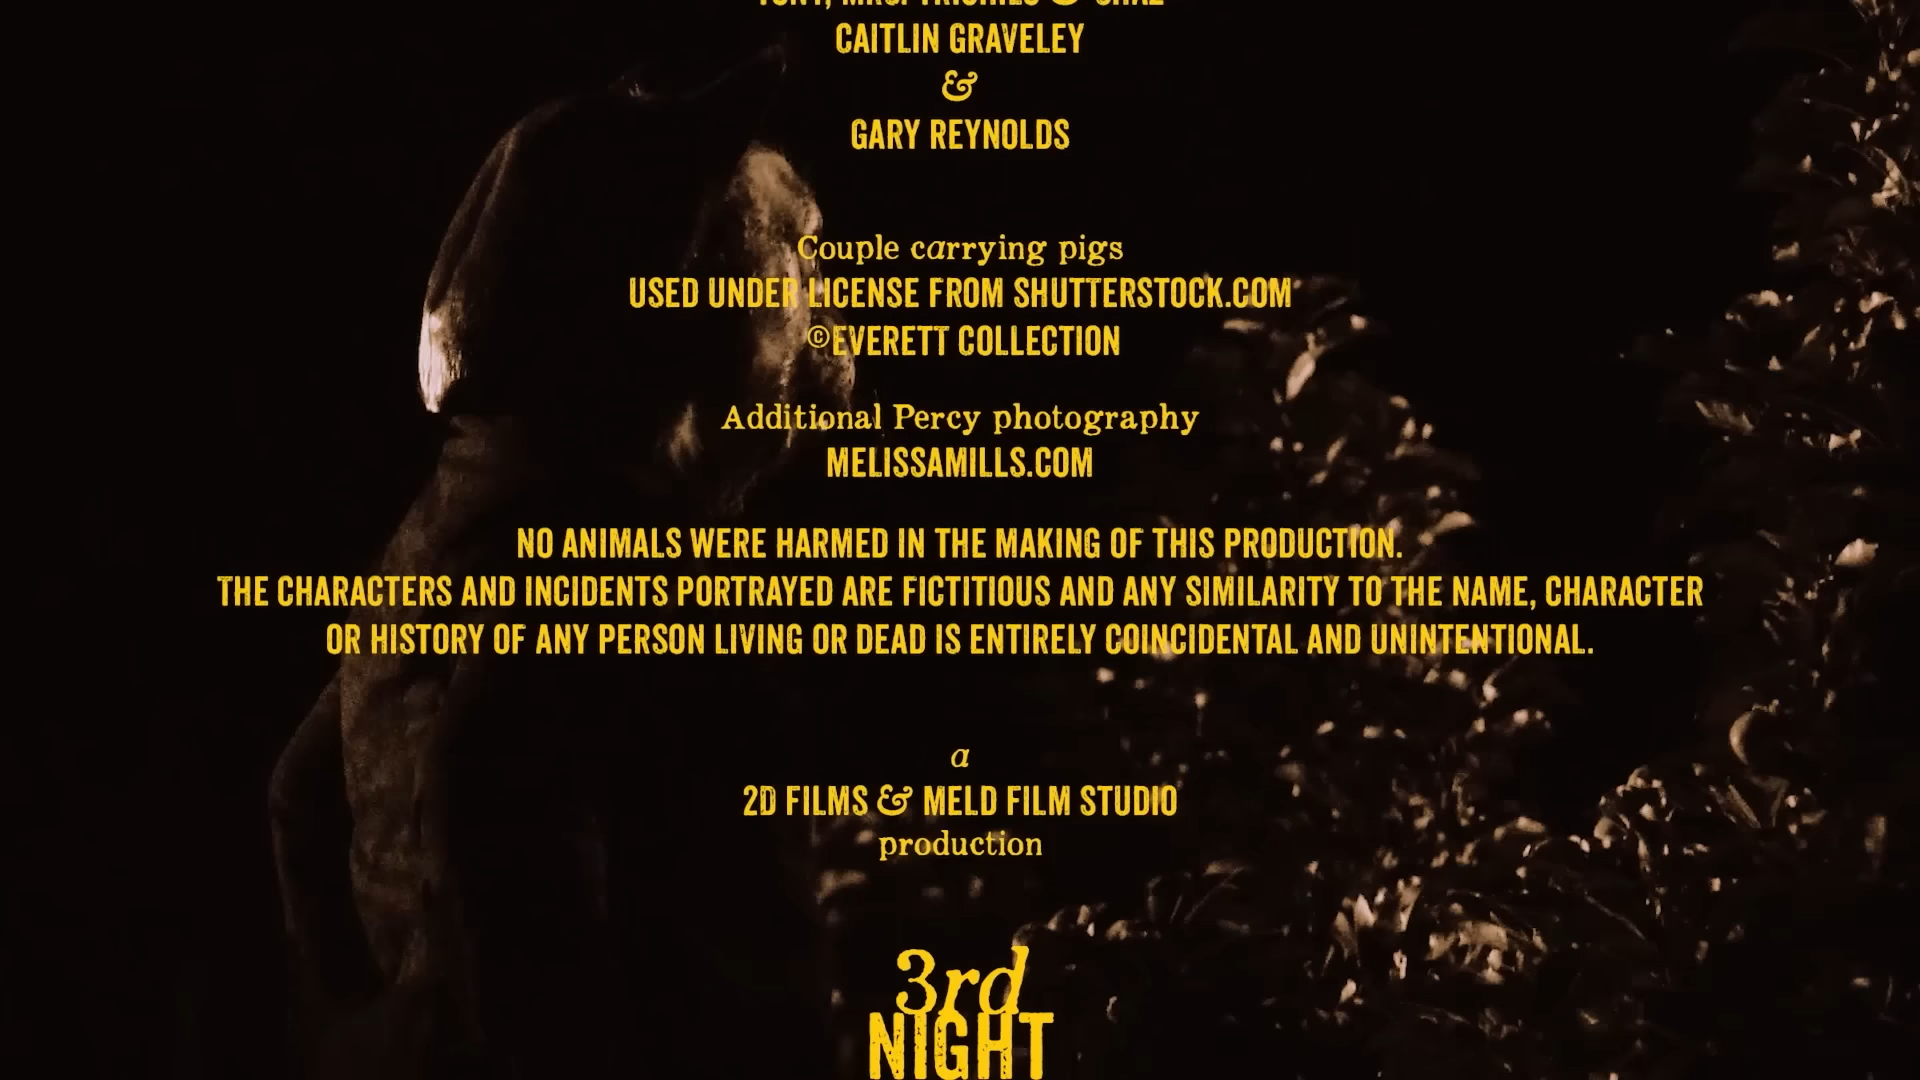 CAITLIN GRAVELEY
&
GARY REYNOLDS
Couple carrying pigs
USED UNDER LICENSE FROM SHUTTERSTOCK.COM
©EVERETT COLLECTION
Additional Percy photography
MELISSAMILLS.COM
NO ANIMALS WERE HARMED IN THE MAKING OF THIS PRODUCTION.
THE CHARACTERS AND INCIDENTS PORTRAYED ARE FICTITIOUS AND ANY SIMILARITY TO THE NAME, CHARACTER
OR HISTORY OF ANY PERSON LIVING OR DEAD IS ENTIRELY COINCIDENTAL AND UNINTENTIONAL.
a
2D FILMS & MELD FILM STUDIO
production
3rd
NIGHT